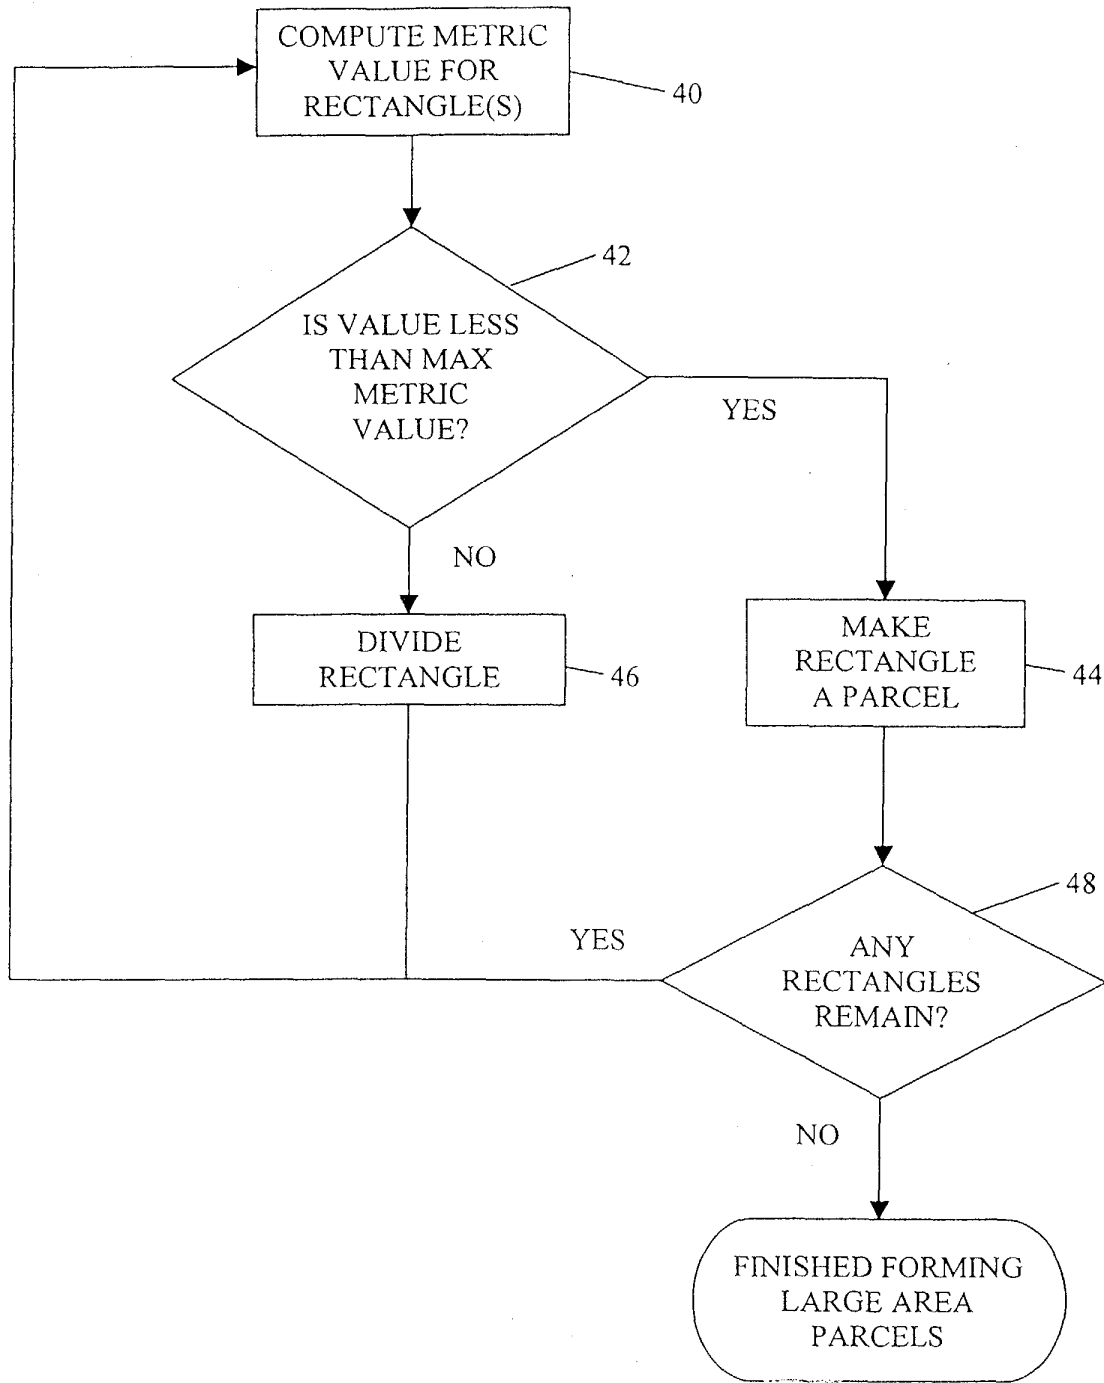 COMPUTE METRIC
VALUE FOR
RECTANGLE(S)
40
42
IS VALUE LESS
THAN MAX
METRIC
VALUE?
YES
NO
DIVIDE
RECTANGLE
46
MAKE
RECTANGLE
A PARCEL
44
48
YES
ANY
RECTANGLES
REMAIN?
NO
FINISHED FORMING
LARGE AREA
PARCELS